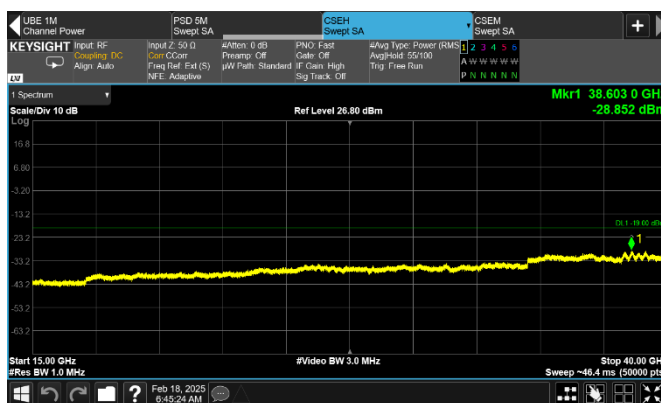 UBE 1M
Channel Power
PSD 5M
Swept SA
CSEH
Swept SA
CSEM
Swept SA
+
KEYSIGHT
Input: RF
Coupling: DC
Align: Auto
Input Z: 50 Ω
Corr CCorr
Freq Ref: Ext (S)
NFE: Adaptive
#Atten: 0 dB
Preamp: Off
µW Path: Standard
PNO: Fast
Gate: Off
IF Gain: High
Sig Track: Off
#Avg Type: Power (RMS
Avg|Hold: 55/100
Trig: Free Run
1 2 3 4 5 6
A W W W W W
P N N N N N
LXI
1 Spectrum
Scale/Div 10 dB
Log
Ref Level 26.80 dBm
Mkr1 38.603 0 GH
-28.852 dBm
16.8
6.80
-3.20
-13.2
-23.2
-33.2
-43.2
-53.2
-63.2
DL1 -19.00 dB
1
Start 15.00 GHz
#Res BW 1.0 MHz
#Video BW 3.0 MHz
Stop 40.00 GH
Sweep ~46.4 ms (50000 pts
?
Feb 18, 2025
6:45:24 AM